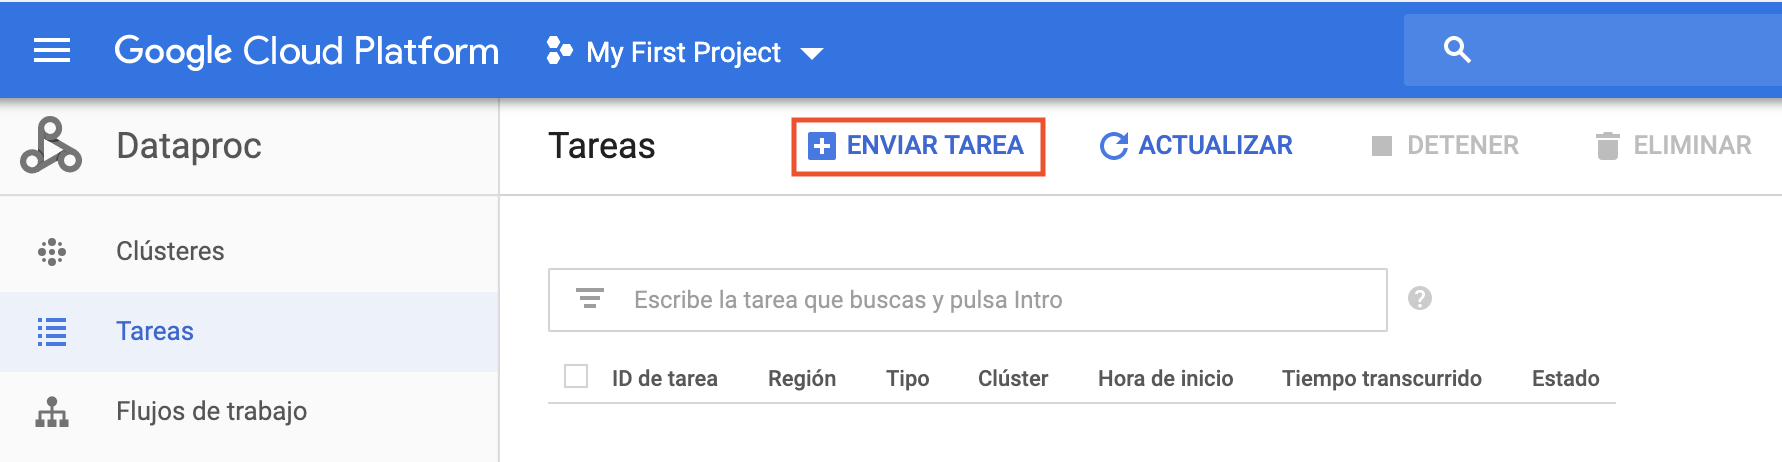 Google Cloud Platform My First Project
Dataproc
Tareas ENVIAR TAREA ACTUALIZAR DETENER ELIMINAR
Clústeres
Tareas
Flujos de trabajo
Escribe la tarea que buscas y pulsa Intro ?
ID de tarea Región Tipo Clúster Hora de inicio Tiempo transcurrido Estado